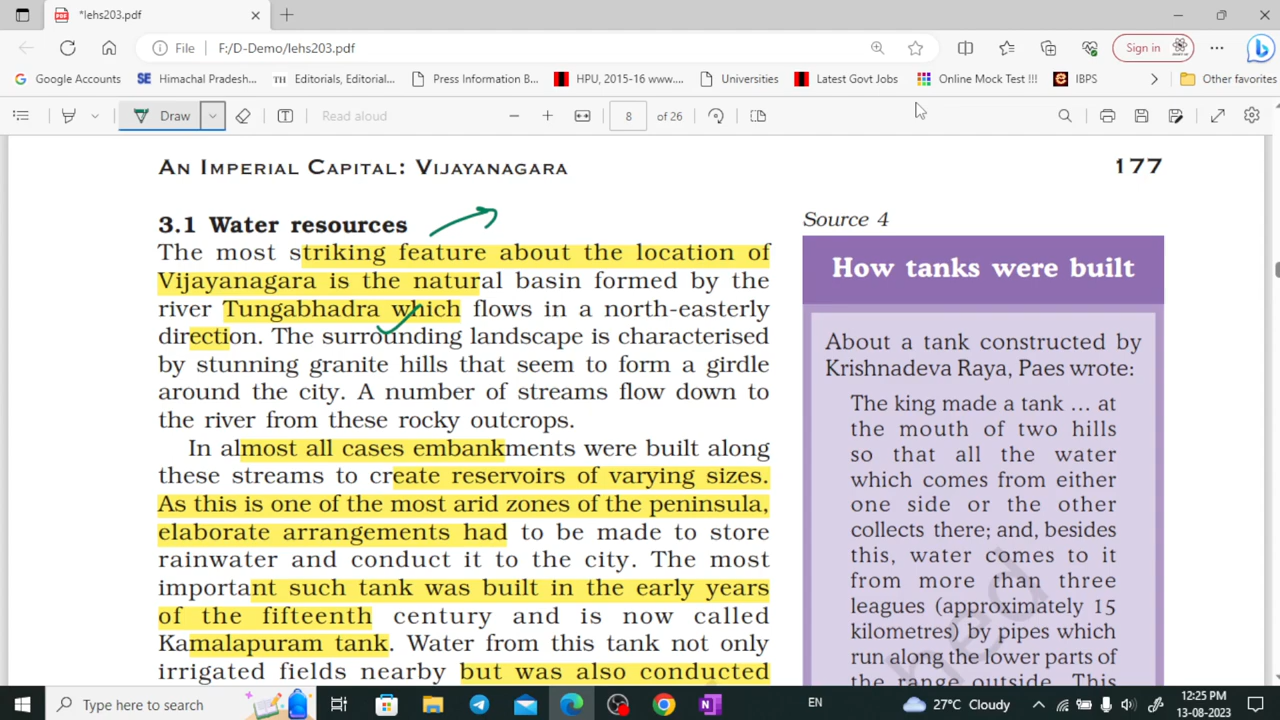 *lehs203.pdf
File F:/D-Demo/lehs203.pdf Sign in
Google Accounts SE Himachal Pradesh... TH Editorials, Editorial... Press Information B... HPU, 2015-16 www.... Universities Latest Govt Jobs Online Mock Test !!! IBPS Other favorites
Draw Read aloud 8 of 26
AN IMPERIAL CAPITAL: VIJAYANAGARA 177
3.1 Water resources
The most striking feature about the location of
Vijayanagara is the natural basin formed by the
river Tungabhadra which flows in a north-easterly
direction. The surrounding landscape is characterised
by stunning granite hills that seem to form a girdle
around the city. A number of streams flow down to
the river from these rocky outcrops.
In almost all cases embankments were built along
these streams to create reservoirs of varying sizes.
As this is one of the most arid zones of the peninsula,
elaborate arrangements had to be made to store
rainwater and conduct it to the city. The most
important such tank was built in the early years
of the fifteenth century and is now called
Kamalapuram tank. Water from this tank not only
irrigated fields nearby but was also conducted
Source 4
How tanks were built
About a tank constructed by
Krishnadeva Raya, Paes wrote:
The king made a tank ... at
the mouth of two hills
so that all the water
which comes from either
one side or the other
collects there; and, besides
this, water comes to it
from more than three
leagues (approximately 15
kilometres) by pipes which
run along the lower parts of
the range outside. This
Type here to search EN 27°C Cloudy 12:25 PM
13-08-2023